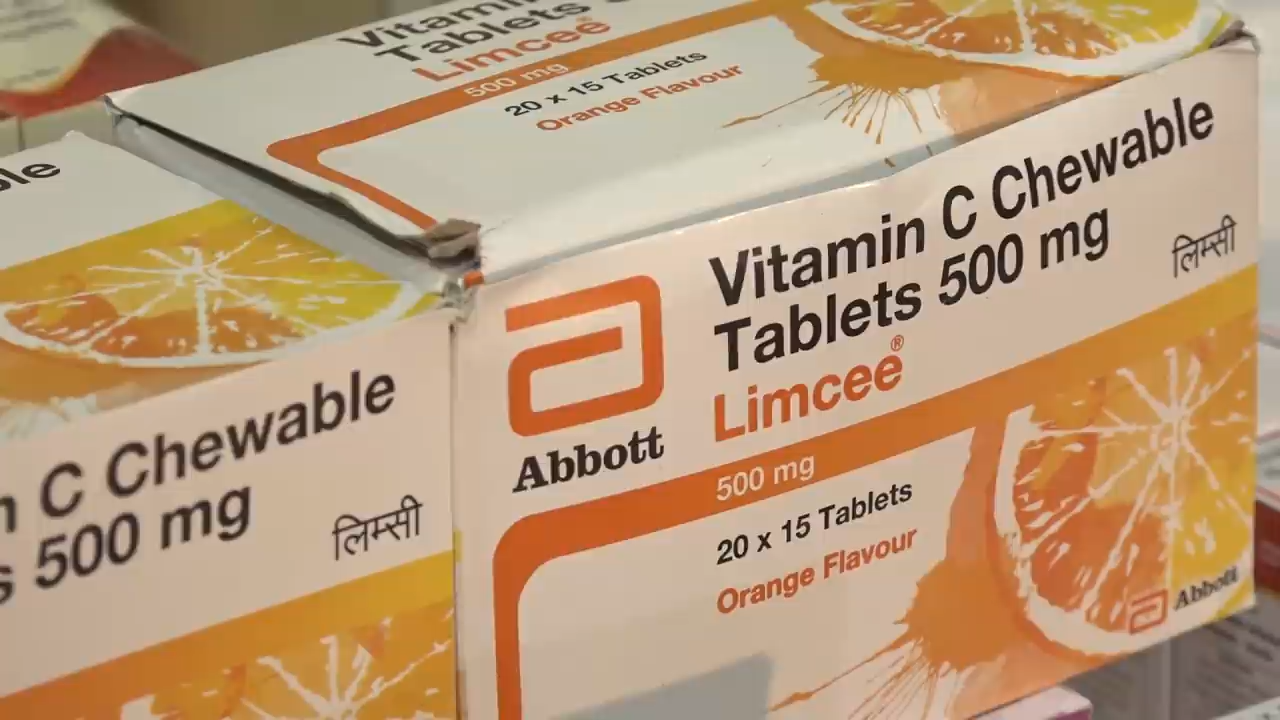 Vitamin
Tablets
Limcee®
500 mg
20 x 15 Tablets
Orange Flavour
Vitamin C Chewable
Tablets 500 mg
लिम्सी
Limcee®
Abbott
500 mg
20 x 15 Tablets
Orange Flavour
Abbott
C Chewable
500 mg
लिम्सी